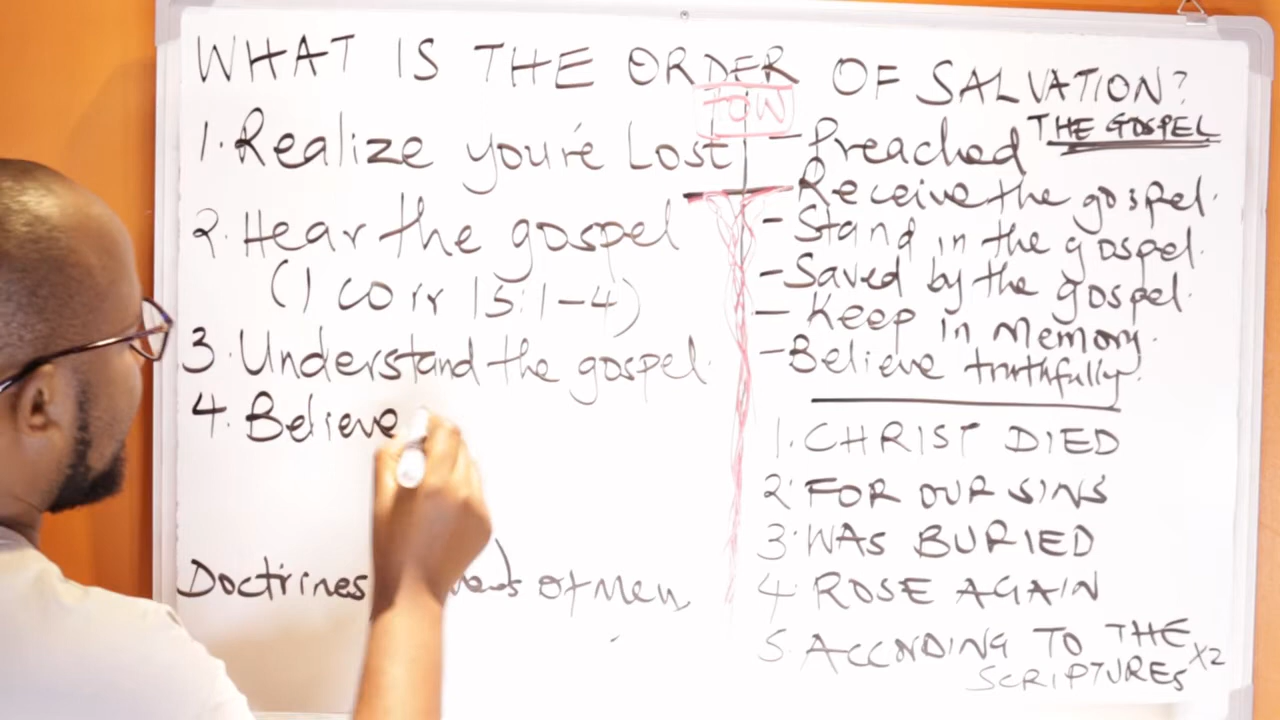 WHAT IS THE ORDER OF SALVATION?
1. Realize you're Lost
2. Hear the gospel
(1 corr 15:1-4)
3. Understand the gospel.
4. Believe
Doctrines of Men
JOW
THE GOSPEL
- Preached
- Receive the gospel.
- Stand in the gospel.
- Saved by the gospel.
- Keep in Memory.
- Believe truthfully.
1. CHRIST DIED
2. FOR OUR SINS
3. WAS BURIED
4. ROSE AGAIN
5. ACCORDING TO THE
SCRIPTURES X2